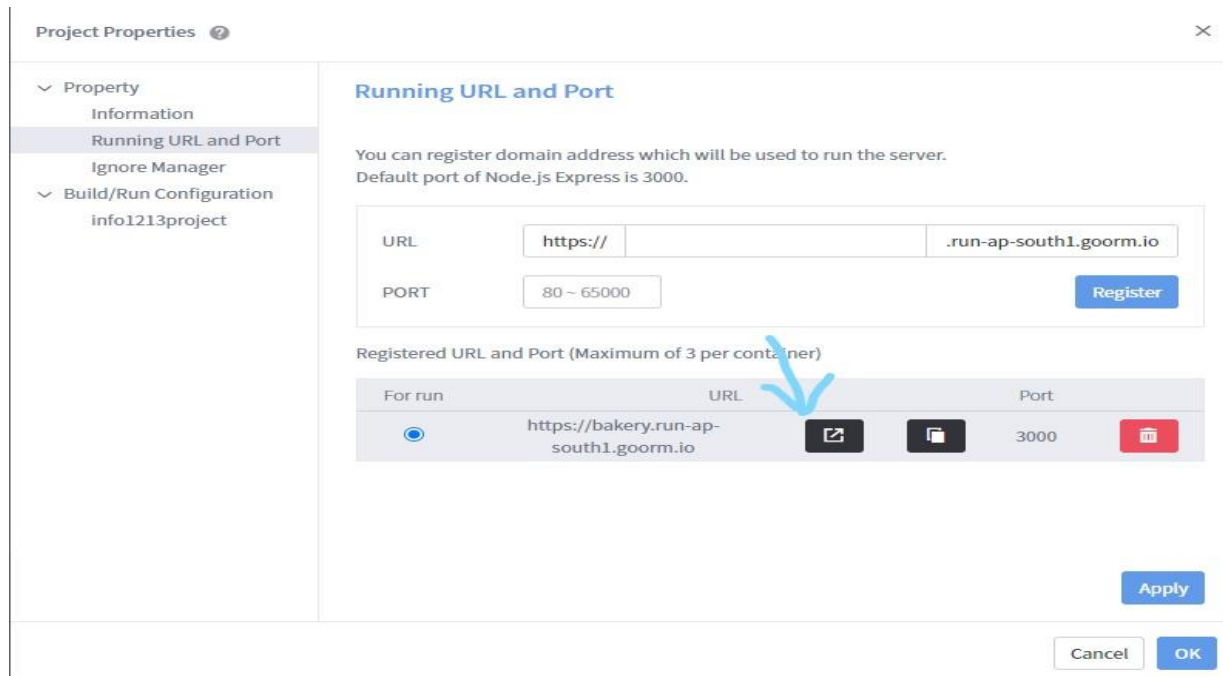 Project Properties ?
Property
Information
Running URL and Port
Ignore Manager
Build/Run Configuration
info1213project
Running URL and Port
You can register domain address which will be used to run the server.
Default port of Node.js Express is 3000.
URL https:// .run-ap-south1.goorm.io
PORT 80 ~ 65000 Register
Registered URL and Port (Maximum of 3 per container)
For run URL Port
https://bakery.run-ap-
south1.goorm.io
3000
Apply
Cancel OK